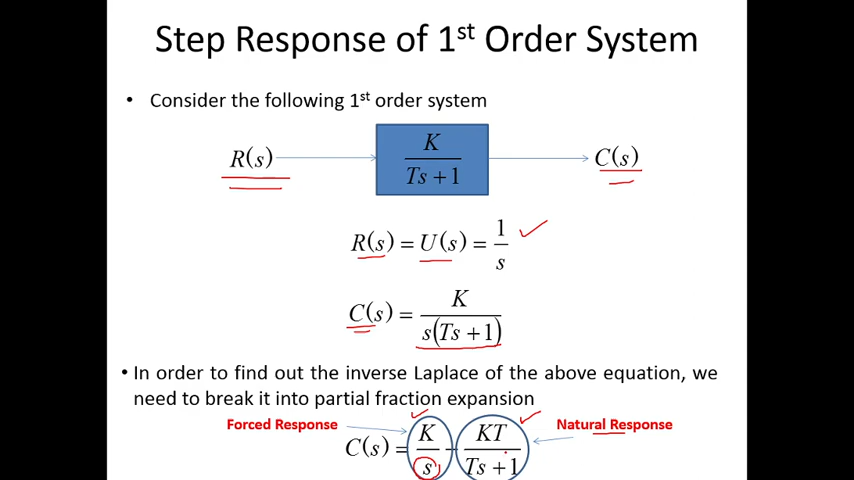 Step Response of 1st Order System
• Consider the following 1st order system
R(s) K/(Ts + 1) C(s)
R(s) = U(s) = 1/s
C(s) = K/(s(Ts + 1))
• In order to find out the inverse Laplace of the above equation, we
need to break it into partial fraction expansion
Forced Response Natural Response
C(s) = K/s − KT/(Ts + 1)